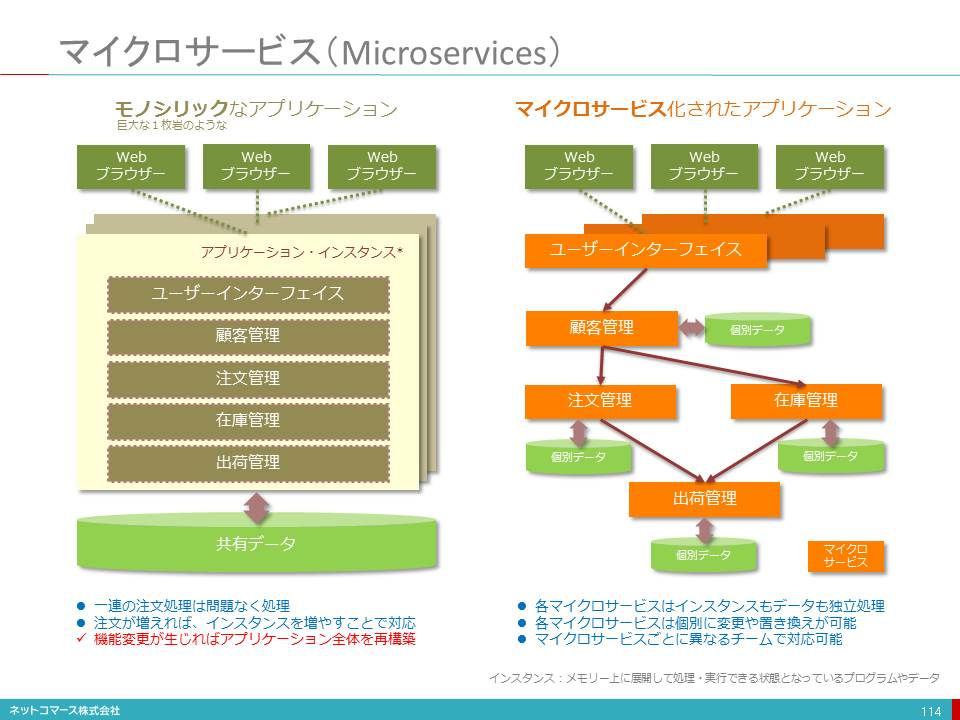 マイクロサービス（Microservices）
モノシリックなアプリケーション
巨大な１枚岩のような
Web
ブラウザー
Web
ブラウザー
Web
ブラウザー
アプリケーション・インスタンス*
ユーザーインターフェイス
顧客管理
注文管理
在庫管理
出荷管理
共有データ
● 一連の注文処理は問題なく処理
● 注文が増えれば、インスタンスを増やすことで対応
✓ 機能変更が生じればアプリケーション全体を再構築
マイクロサービス化されたアプリケーション
Web
ブラウザー
Web
ブラウザー
Web
ブラウザー
ユーザーインターフェイス
顧客管理
個別データ
注文管理
在庫管理
個別データ
個別データ
出荷管理
個別データ
マイクロ
サービス
● 各マイクロサービスはインスタンスもデータも独立処理
● 各マイクロサービスは個別に変更や置き換えが可能
● マイクロサービスごとに異なるチームで対応可能
インスタンス：メモリー上に展開して処理・実行できる状態となっているプログラムやデータ
ネットコマース株式会社
114